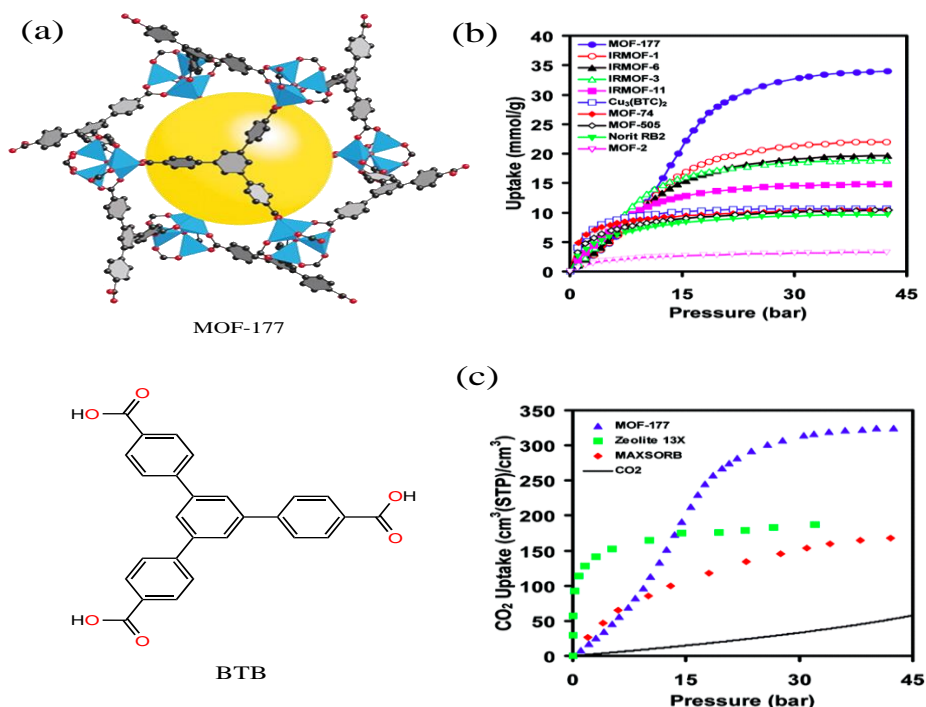 (a)
MOF-177
HO
O
O
OH
O
HO
O
BTB
(b)
40
35
30
25
20
15
10
5
0
Uptake (mmol/g)
MOF-177
IRMOF-1
IRMOF-6
IRMOF-3
IRMOF-11
Cu₃(BTC)₂
MOF-74
MOF-505
Norit RB2
MOF-2
0
15
30
45
Pressure (bar)
(c)
350
300
250
200
150
100
50
0
CO₂ Uptake (cm³(STP)/cm³)
MOF-177
Zeolite 13X
MAXSORB
CO2
0
15
30
45
Pressure (bar)